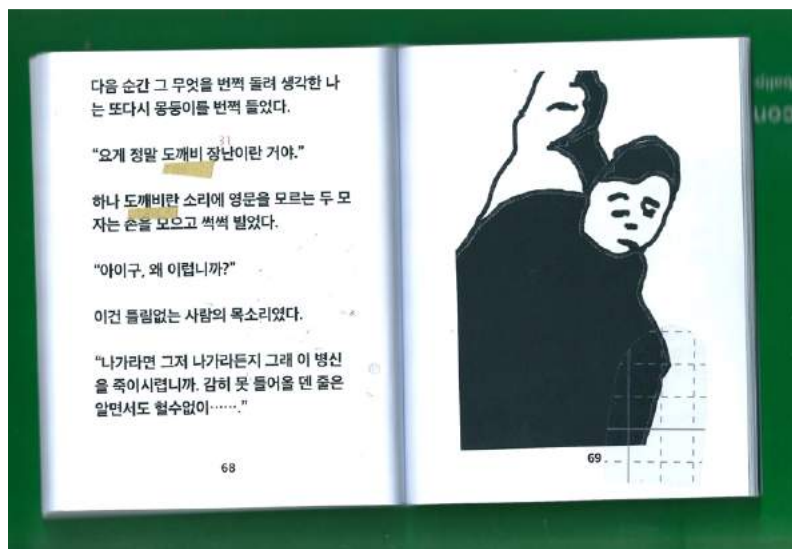 다음 순간 그 무엇을 번쩍 돌려 생각한 나
는 또다시 몽둥이를 번쩍 들었다.
“요게 정말 도깨비 장난이란 거야.”
하나 도깨비란 소리에 영문을 모르는 두 모
자는 손을 모으고 썩썩 빌었다.
“아이구, 왜 이럽니까?”
이건 틀림없는 사람의 목소리였다.
“나가라면 그저 나가라든지 그래 이 병신
을 죽이시렵니까. 감히 못 들어올 덴 줄은
알면서도 헐수없이⋯⋯.”
68
69